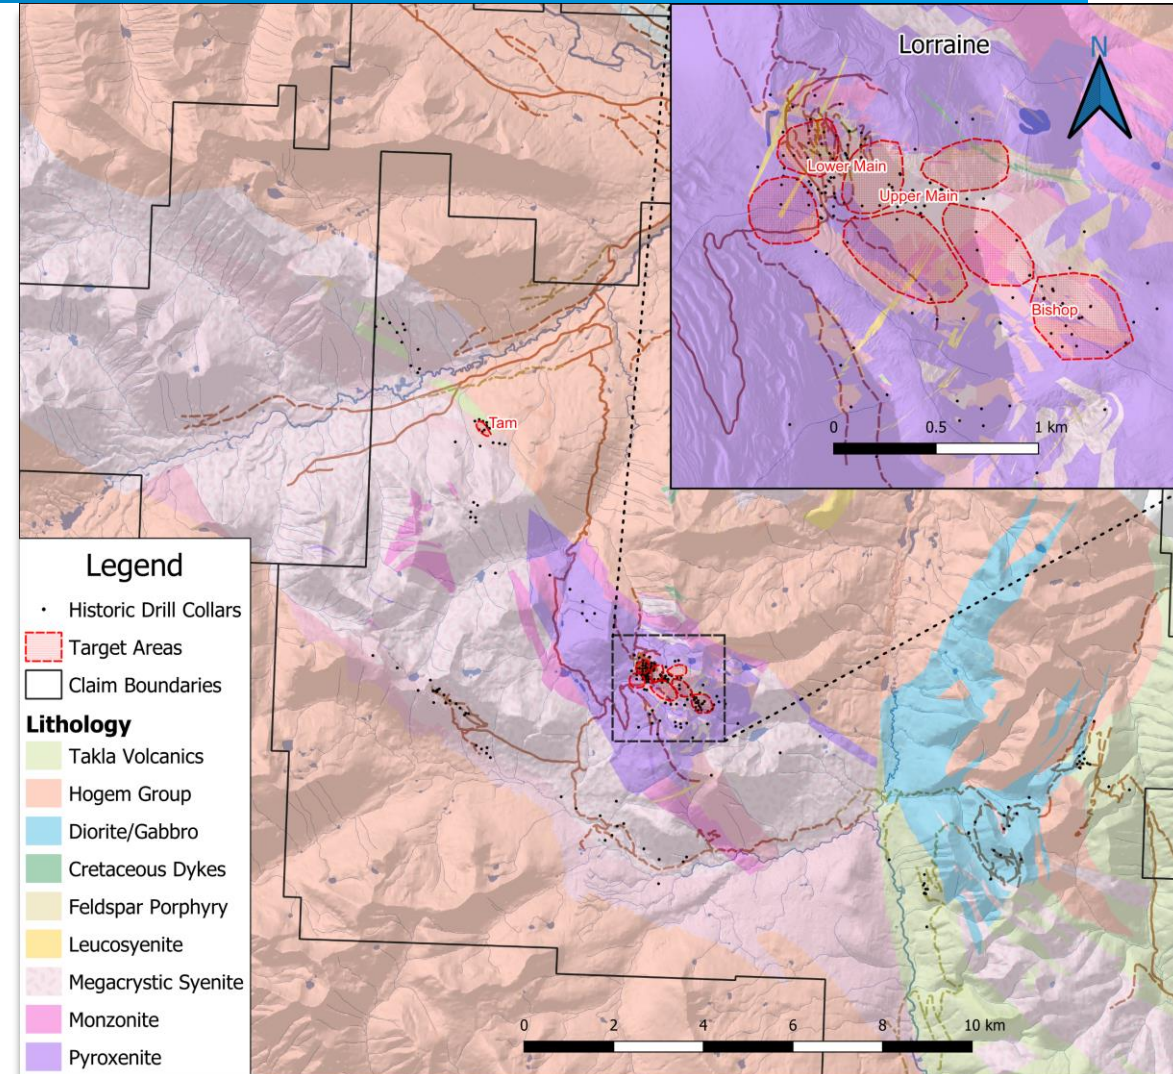 Lorraine
N
Lower Main
Upper Main
Bishop
0 0.5 1 km
Tam
Legend
Historic Drill Collars
Target Areas
Claim Boundaries
Lithology
Takla Volcanics
Hogem Group
Diorite/Gabbro
Cretaceous Dykes
Feldspar Porphyry
Leucosyenite
Megacrystic Syenite
Monzonite
Pyroxenite
0 2 4 6 8 10 km